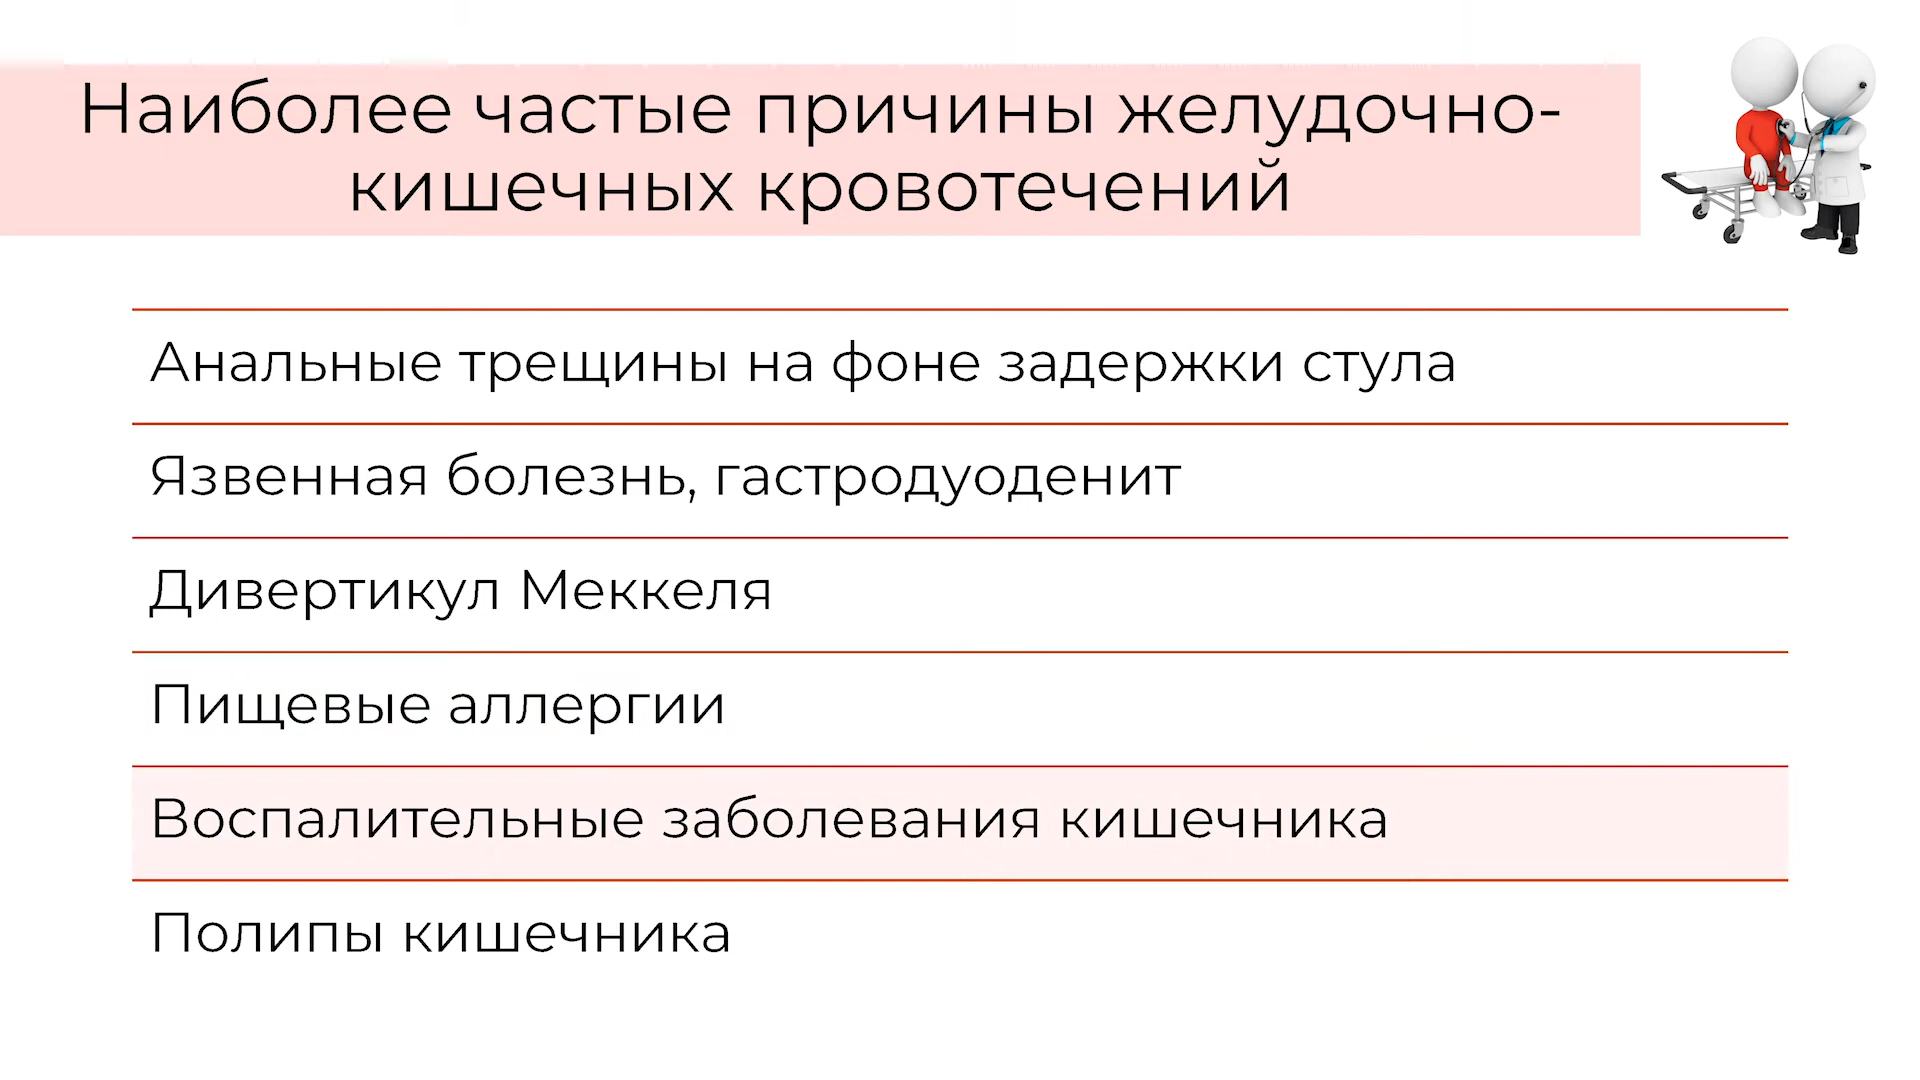 Наиболее частые причины желудочно-
кишечных кровотечений
Анальные трещины на фоне задержки стула
Язвенная болезнь, гастродуоденит
Дивертикул Меккеля
Пищевые аллергии
Воспалительные заболевания кишечника
Полипы кишечника